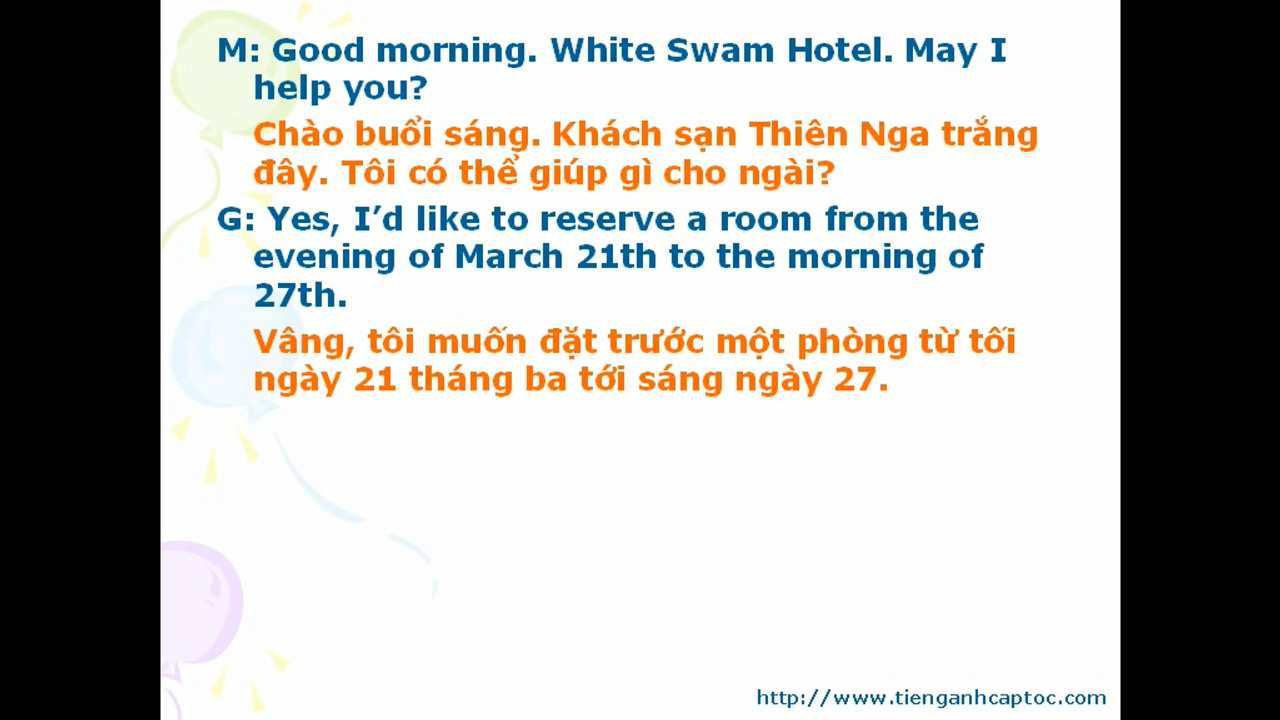 M: Good morning. White Swam Hotel. May I
help you?
Chào buổi sáng. Khách sạn Thiên Nga trắng
đây. Tôi có thể giúp gì cho ngài?
G: Yes, I’d like to reserve a room from the
evening of March 21th to the morning of
27th.
Vâng, tôi muốn đặt trước một phòng từ tối
ngày 21 tháng ba tới sáng ngày 27.
http://www.tienganhcaptoc.com